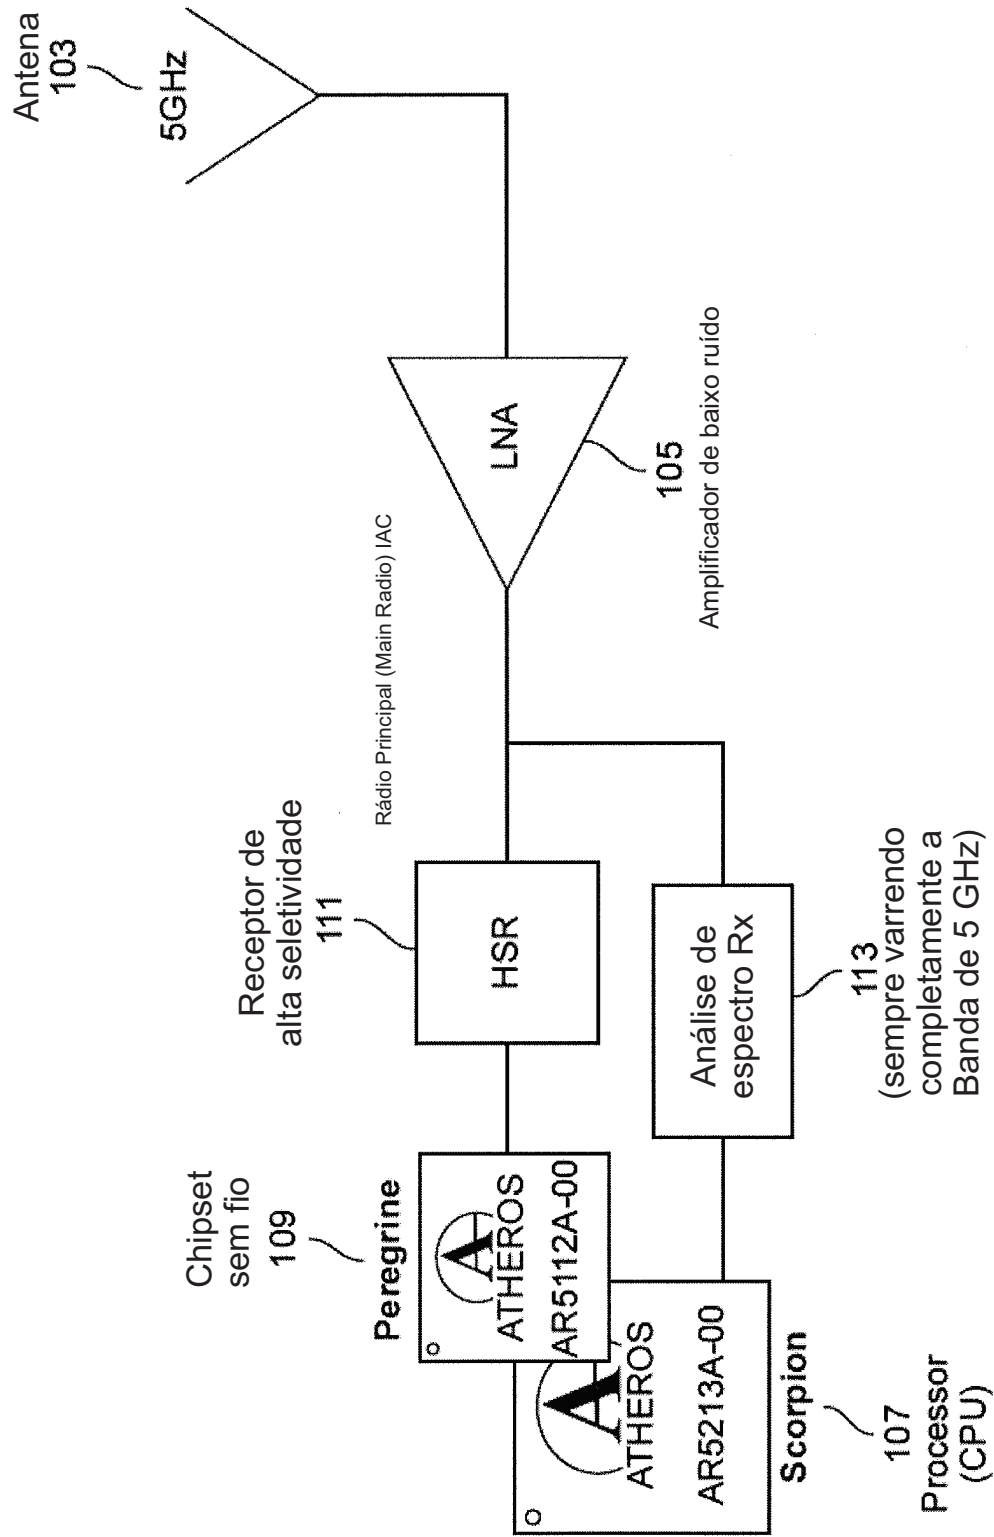 Chipset
sem fio
109
Peregrine
A
ATHEROS
AR5112A-00
A
ATHEROS
AR5213A-00
Scorpion
107
Processor
(CPU)
Receptor de
alta seletividade
111
HSR
Análise de
espectro Rx
113
(sempre varrendo
completamente a
Banda de 5 GHz)
Rádio Principal (Main Radio) IAC
LNA
105
Amplificador de baixo ruído
Antena
103
5GHz